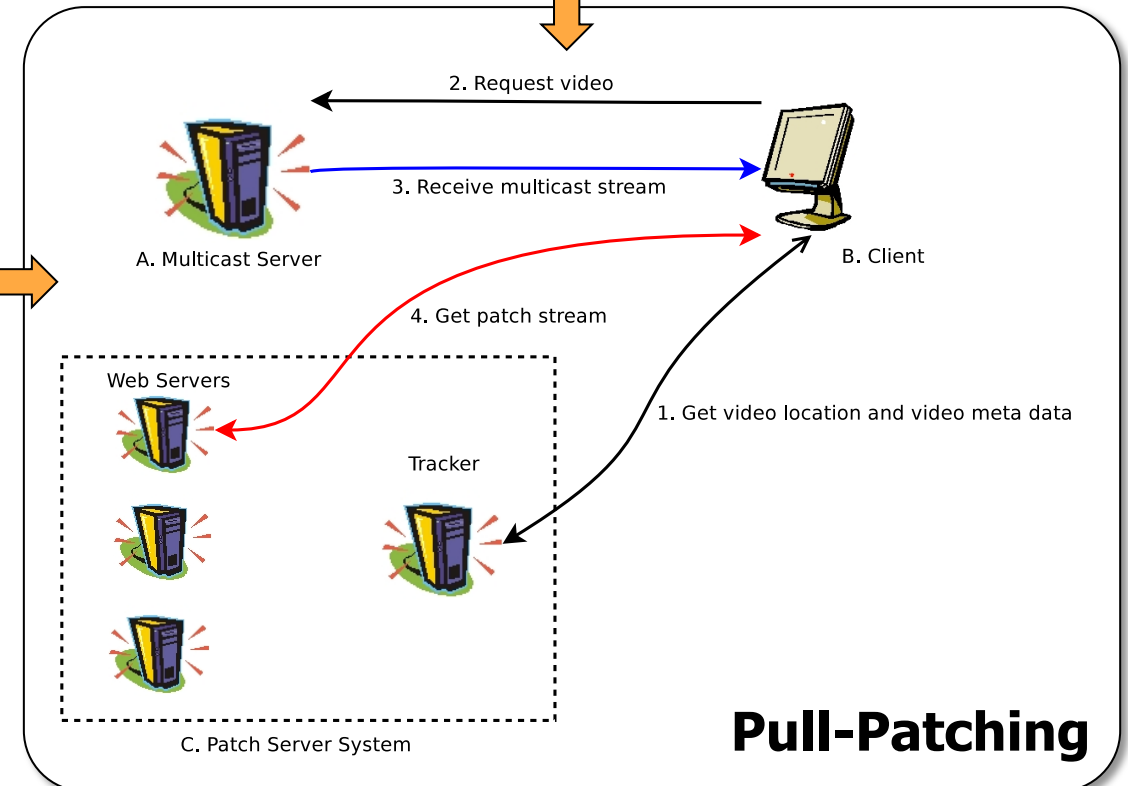 2. Request video
3. Receive multicast stream
A. Multicast Server
B. Client
4. Get patch stream
Web Servers
1. Get video location and video meta data
Tracker
C. Patch Server System
Pull-Patching